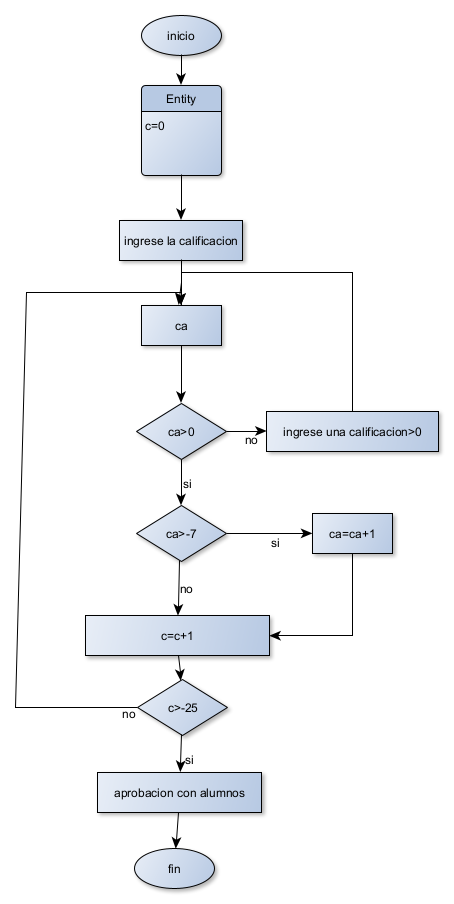 inicio
Entity
c=0
ingrese la calificacion
ca
ca>0
no
ingrese una calificacion>0
si
ca>-7
si
ca=ca+1
no
c=c+1
c>-25
no
si
aprobacion con alumnos
fin